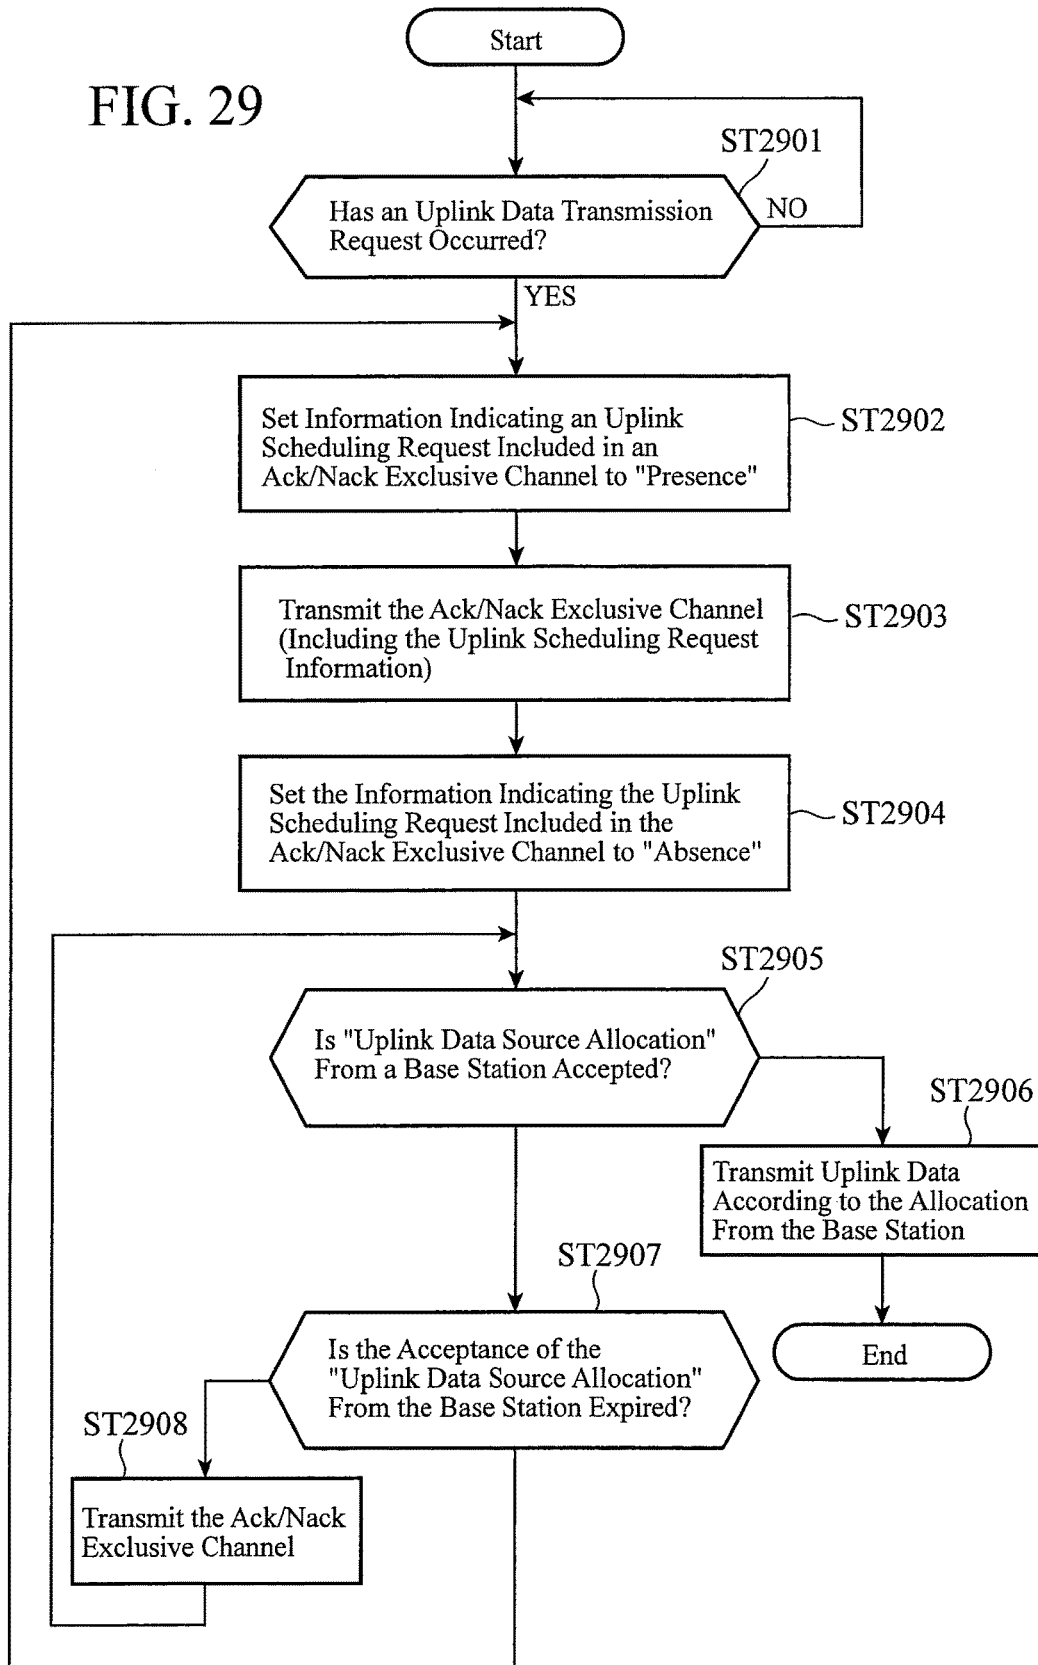 Start
FIG. 29
ST2901
Has an Uplink Data Transmission
Request Occurred?
NO
YES
Set Information Indicating an Uplink
Scheduling Request Included in an
Ack/Nack Exclusive Channel to "Presence"
ST2902
Transmit the Ack/Nack Exclusive Channel
(Including the Uplink Scheduling Request
Information)
ST2903
Set the Information Indicating the Uplink
Scheduling Request Included in the
Ack/Nack Exclusive Channel to "Absence"
ST2904
ST2905
Is "Uplink Data Source Allocation"
From a Base Station Accepted?
ST2906
Transmit Uplink Data
According to the Allocation
From the Base Station
ST2907
Is the Acceptance of the
"Uplink Data Source Allocation"
From the Base Station Expired?
End
ST2908
Transmit the Ack/Nack
Exclusive Channel